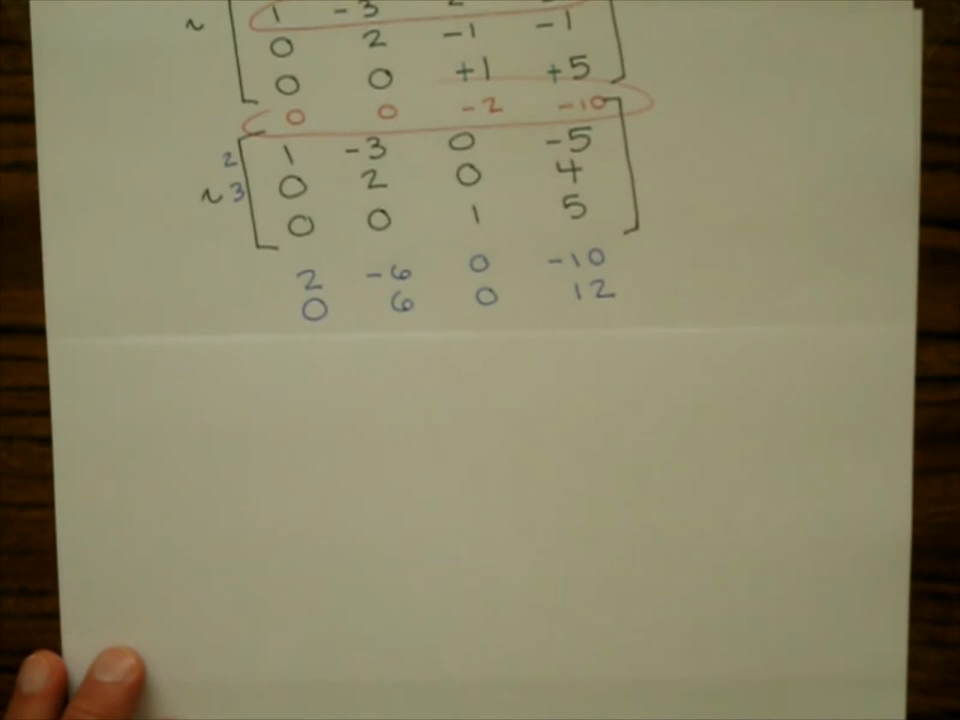 ~ 1 -3 2
0 2 -1 -1
0 0 +1 +5
0 0 -2 -10
2 1 -3 0 -5
~ 3 0 2 0 4
0 0 1 5
2 -6 0 -10
0 6 0 12